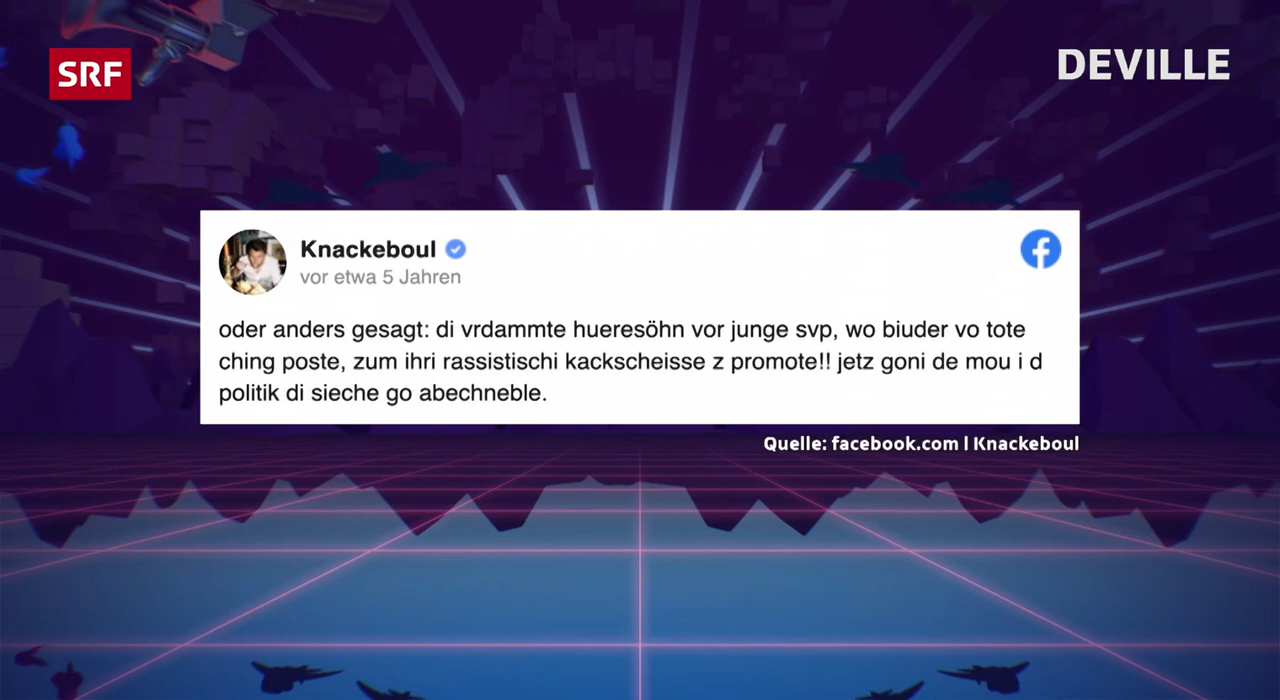 SRF
DEVILLE
Knackeboul
vor etwa 5 Jahren
oder anders gesagt: di vrdammte hueresöhn vor junge svp, wo biuder vo tote
ching poste, zum ihri rassistischi kackscheisse z promote!! jetz goni de mou i d
politik di sieche go abechneble.
Quelle: facebook.com | Knackeboul